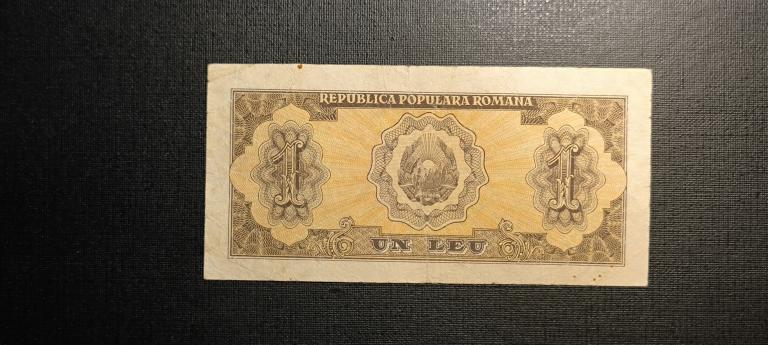 REPUBLICA POPULARA ROMANA
1 1
UN LEU